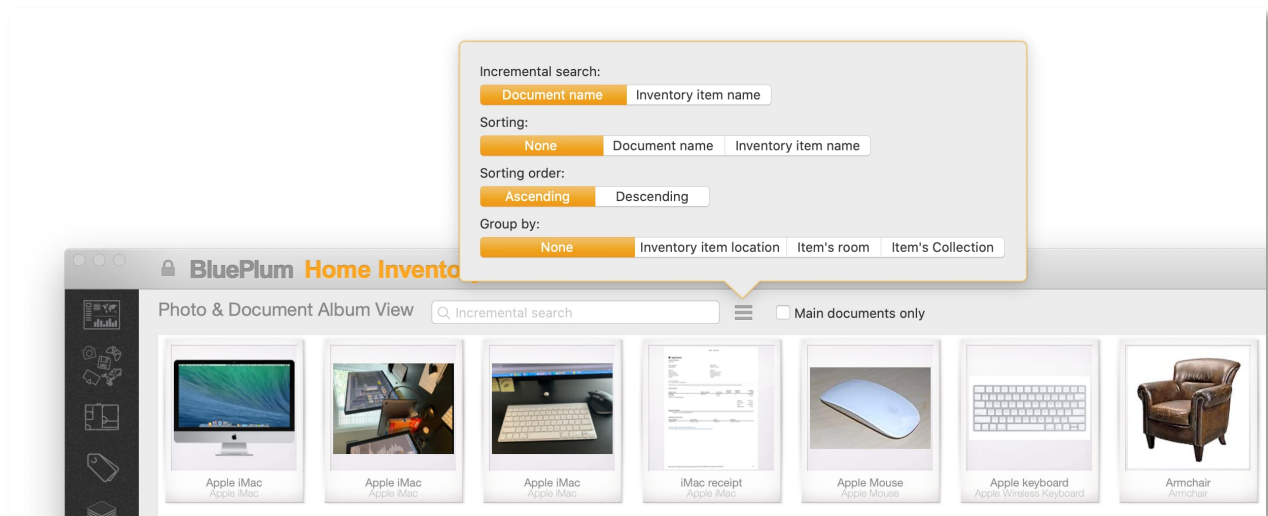 Incremental search:
Document name Inventory item name
Sorting:
None Document name Inventory item name
Sorting order:
Ascending Descending
Group by:
None Inventory item location Item's room Item's Collection
BluePlum Home Invento
Photo & Document Album View Incremental search Main documents only
Apple iMac Apple iMac Apple iMac iMac receipt Apple Mouse Apple keyboard Armchair
Apple iMac Apple iMac Apple iMac Apple iMac Apple Mouse Apple Wireless Keyboard Armchair